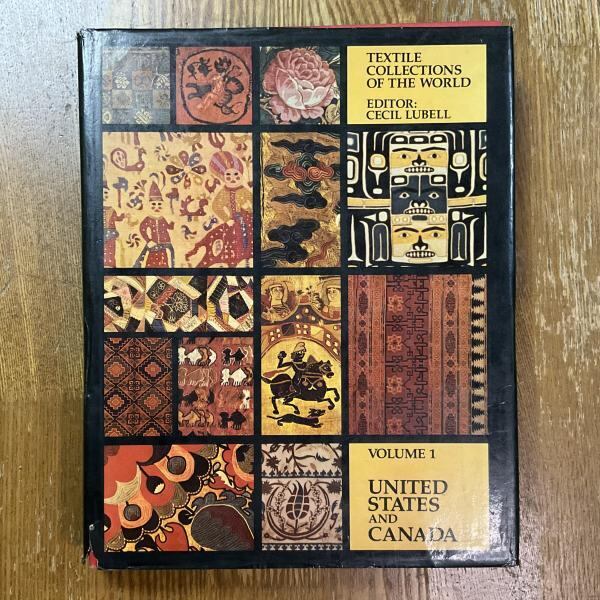 TEXTILE
COLLECTIONS
OF THE WORLD
EDITOR:
CECIL LUBELL
VOLUME 1
UNITED
STATES
AND
CANADA